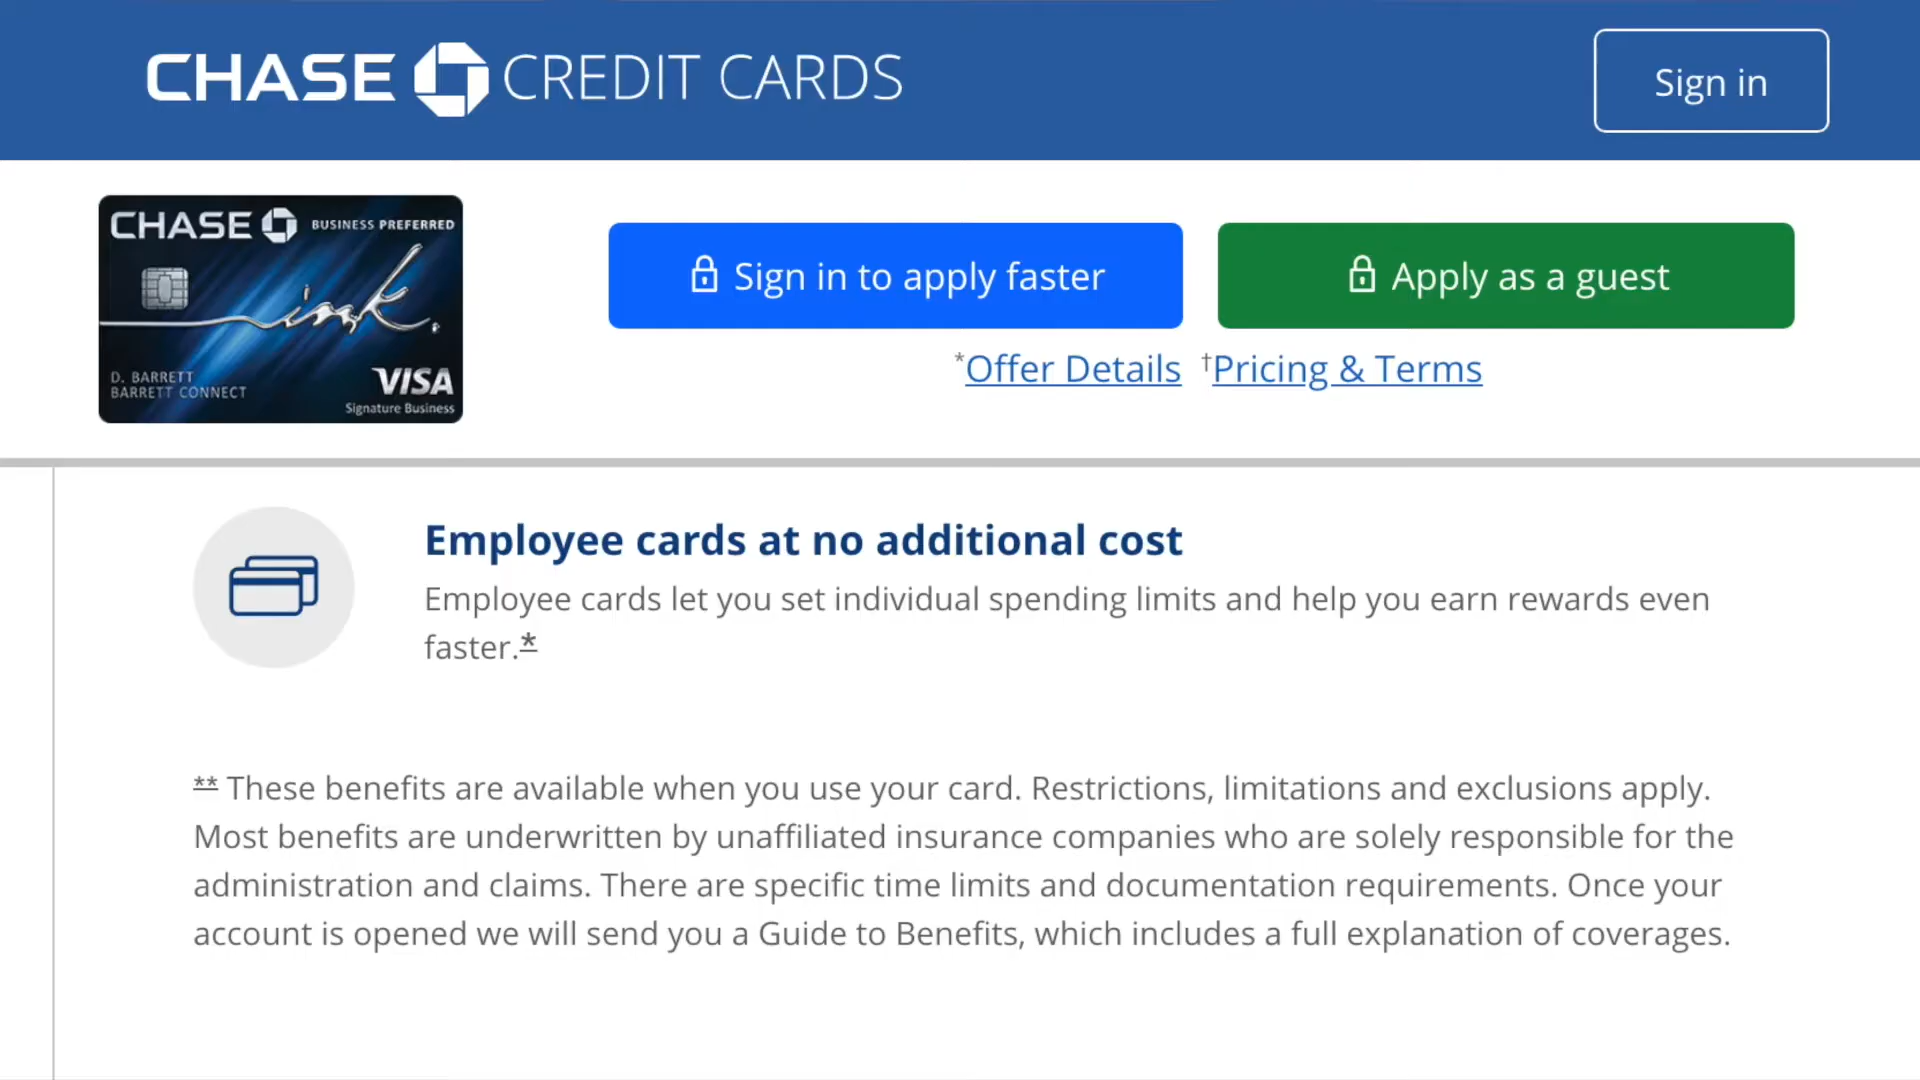 CHASE CREDIT CARDS
Sign in
CHASE BUSINESS PREFERRED
ink.
D. BARRETT
BARRETT CONNECT
VISA
Signature Business
Sign in to apply faster
Apply as a guest
*Offer Details †Pricing & Terms
Employee cards at no additional cost
Employee cards let you set individual spending limits and help you earn rewards even
faster.*
** These benefits are available when you use your card. Restrictions, limitations and exclusions apply.
Most benefits are underwritten by unaffiliated insurance companies who are solely responsible for the
administration and claims. There are specific time limits and documentation requirements. Once your
account is opened we will send you a Guide to Benefits, which includes a full explanation of coverages.